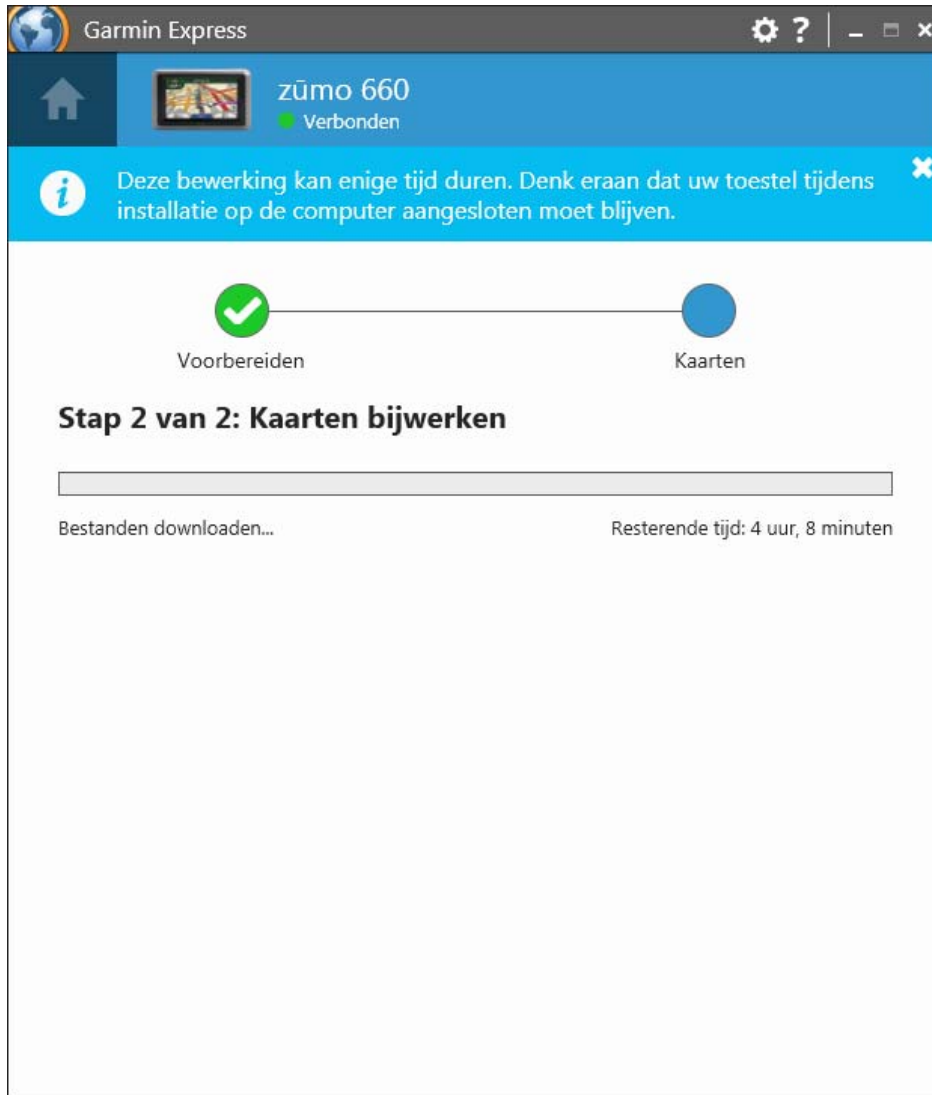 Garmin Express
zūmo 660
Verbonden
Deze bewerking kan enige tijd duren. Denk eraan dat uw toestel tijdens
installatie op de computer aangesloten moet blijven.
Voorbereiden
Kaarten
Stap 2 van 2: Kaarten bijwerken
Bestanden downloaden...
Resterende tijd: 4 uur, 8 minuten